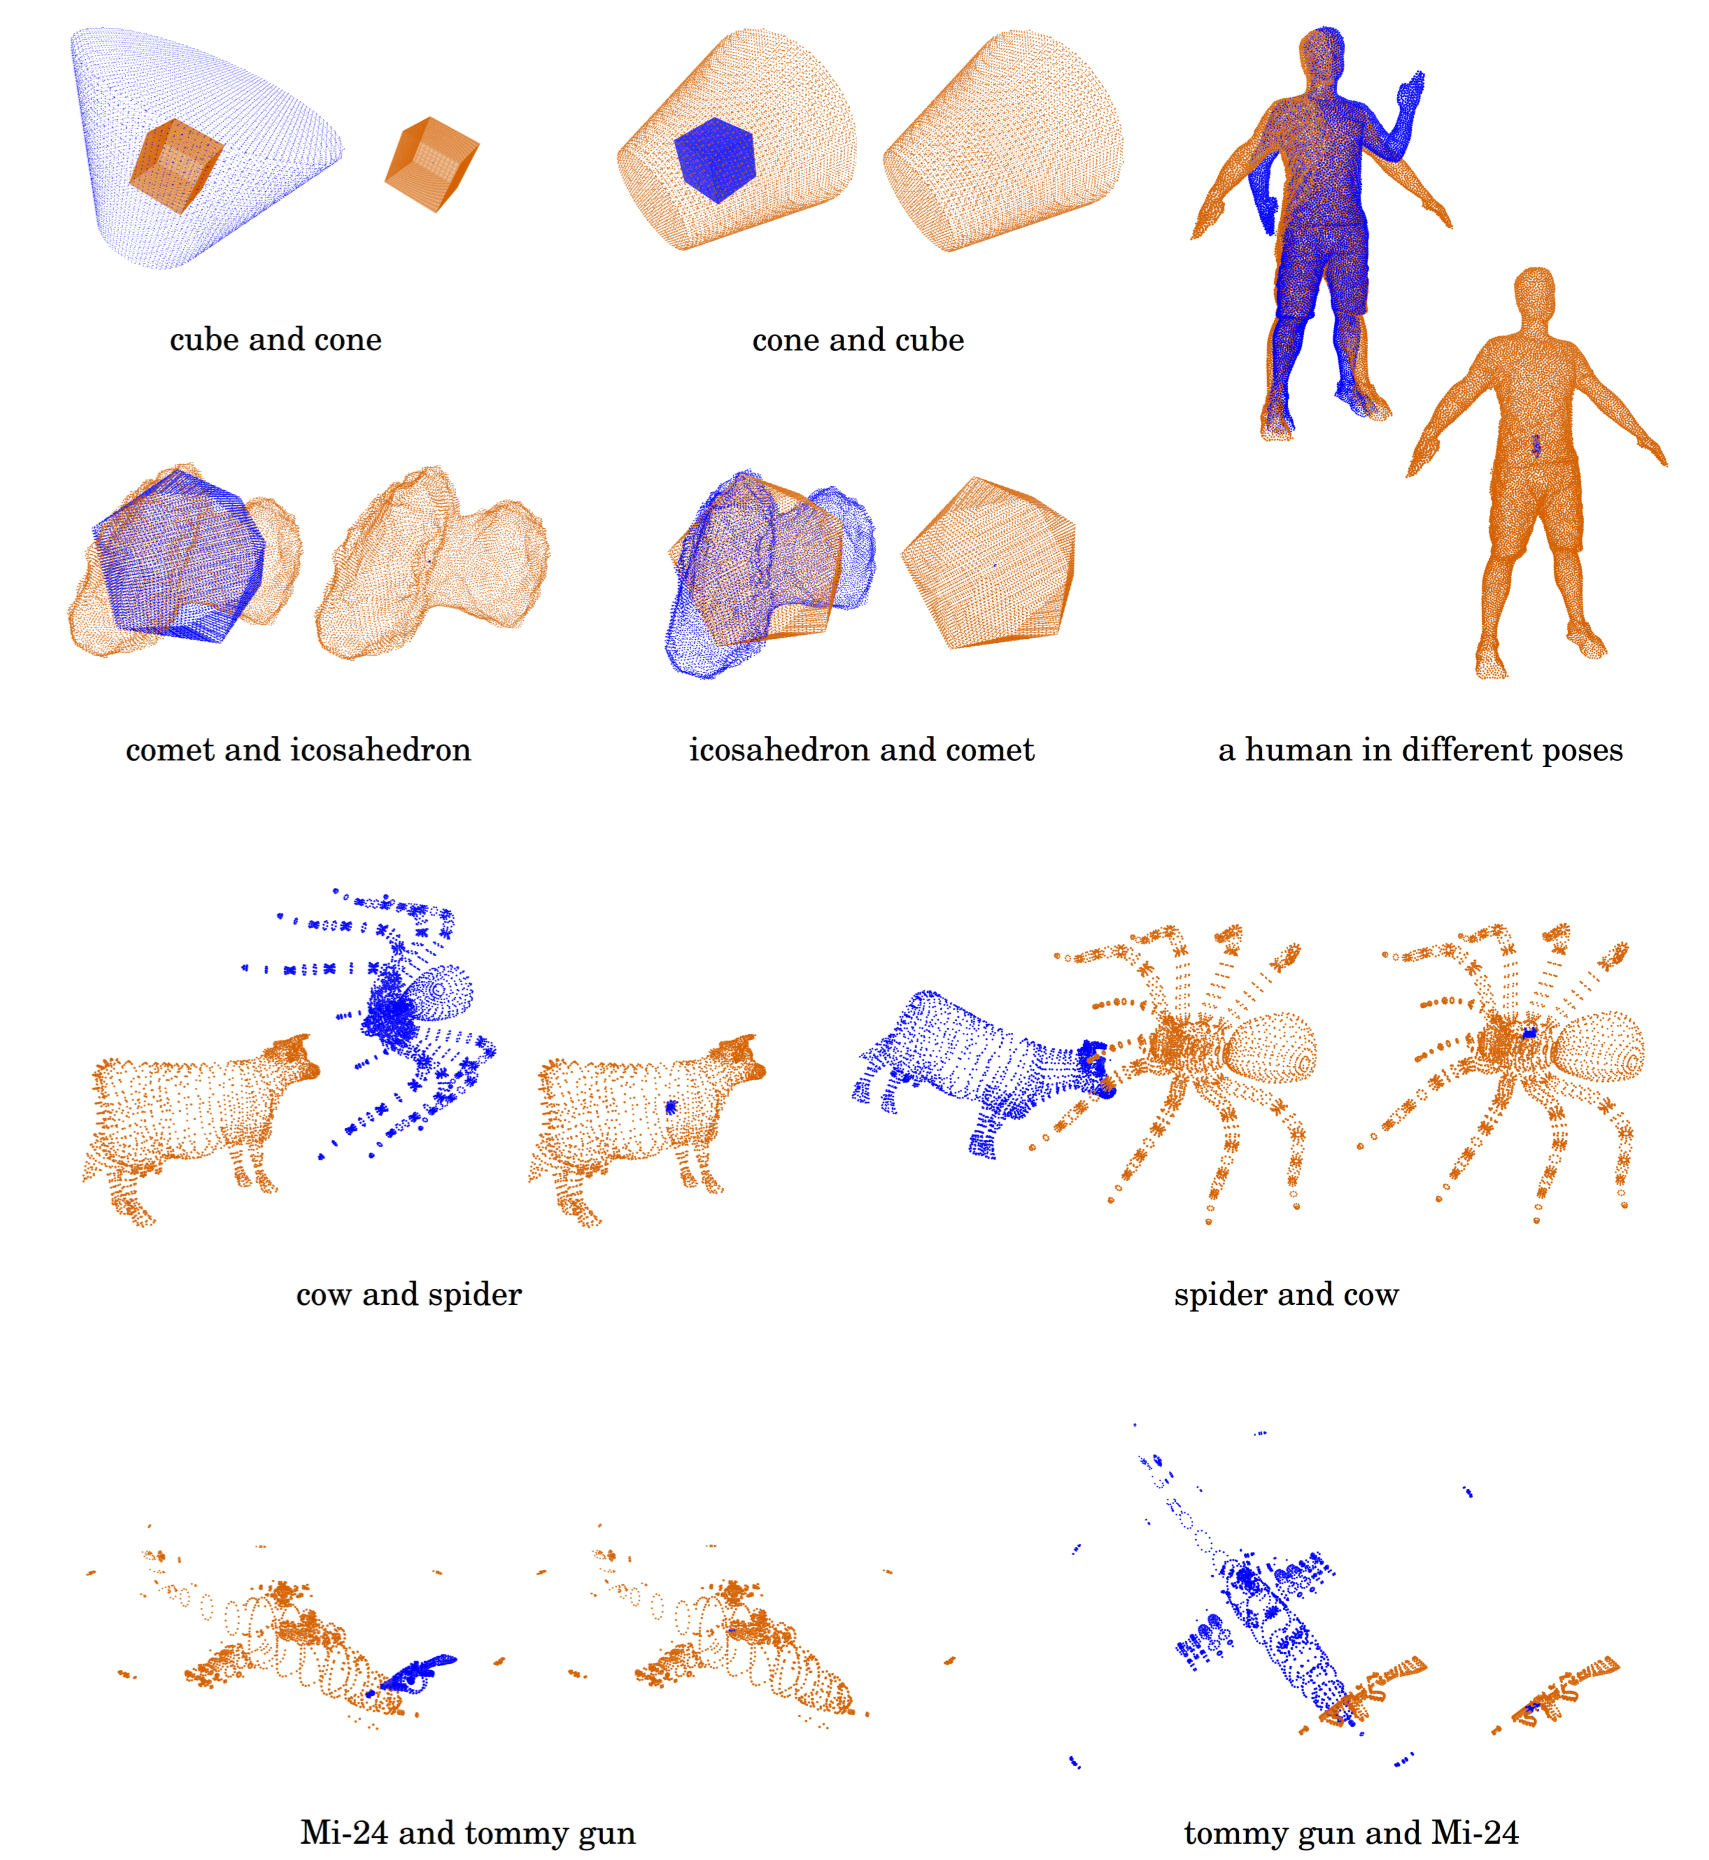 cube and cone
cone and cube
comet and icosahedron
icosahedron and comet
a human in different poses
cow and spider
spider and cow
Mi-24 and tommy gun
tommy gun and Mi-24